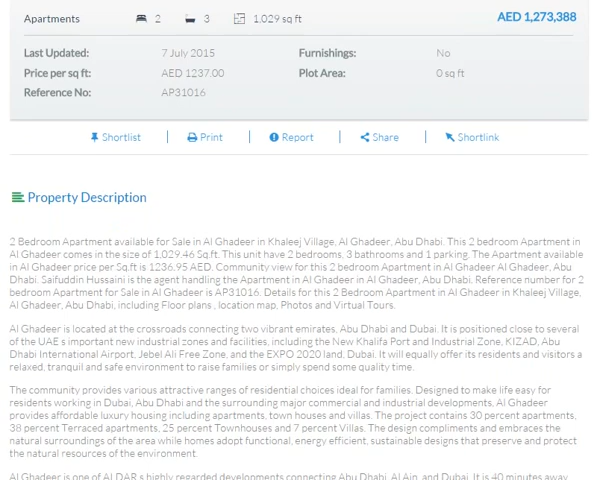 Apartments 2 3 1.029 sq ft AED 1,273,388
Last Updated: 7 July 2015 Furnishings: No
Price per sq ft: AED 1237.00 Plot Area: 0 sq ft
Reference No: AP31016
Shortlist Print Report Share Shortlink
Property Description
2 Bedroom Apartment available for Sale in Al Ghadeer in Khaleej Village, Al Ghadeer, Abu Dhabi. This 2 bedroom Apartment in
Al Ghadeer comes in the size of 1,029.46 Sq.ft. This unit have 2 bedrooms, 3 bathrooms and 1 parking. The Apartment available
in Al Ghadeer price per Sq.ft is 1236.95 AED. Community view for this 2 bedroom Apartment in Al Ghadeer Al Ghadeer, Abu
Dhabi. Saifuddin Hussaini is the agent handling the Apartment in Al Ghadeer in Al Ghadeer, Abu Dhabi. Reference number for 2
bedroom Apartment for Sale in Al Ghadeer is AP31016. Details for this 2 Bedroom Apartment in Al Ghadeer in Khaleej Village,
Al Ghadeer, Abu Dhabi, including Floor plans , location map, Photos and Virtual Tours.
Al Ghadeer is located at the crossroads connecting two vibrant emirates, Abu Dhabi and Dubai. It is positioned close to several
of the UAE s important new industrial zones and facilities, including the New Khalifa Port and Industrial Zone, KIZAD, Abu
Dhabi International Airport, Jebel Ali Free Zone, and the EXPO 2020 land, Dubai. It will equally offer its residents and visitors a
relaxed, tranquil and safe environment to raise families or simply spend some quality time.
The community provides various attractive ranges of residential choices ideal for families. Designed to make life easy for
residents working in Dubai, Abu Dhabi and the surrounding major commercial and industrial developments, Al Ghadeer
provides affordable luxury housing including apartments, town houses and villas. The project contains 30 percent apartments,
38 percent Terraced apartments, 25 percent Townhouses and 7 percent Villas. The design compliments and embraces the
natural surroundings of the area while homes adopt functional, energy efficient, sustainable designs that preserve and protect
the natural resources of the environment.
Al Ghadeer is one of ALDAR s highly regarded developments connecting Abu Dhabi, Al Ain, and Dubai. It is 40 minutes away